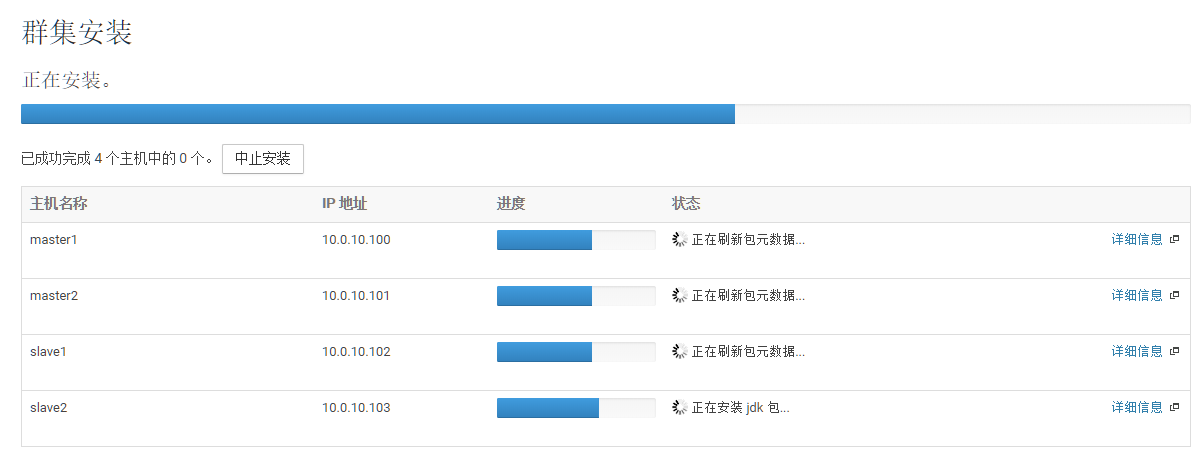 群集安装
正在安装。
已成功完成 4 个主机中的 0 个。 中止安装
主机名称 IP 地址 进度 状态
master1 10.0.10.100 正在刷新包元数据... 详细信息
master2 10.0.10.101 正在刷新包元数据... 详细信息
slave1 10.0.10.102 正在刷新包元数据... 详细信息
slave2 10.0.10.103 正在安装 jdk 包... 详细信息